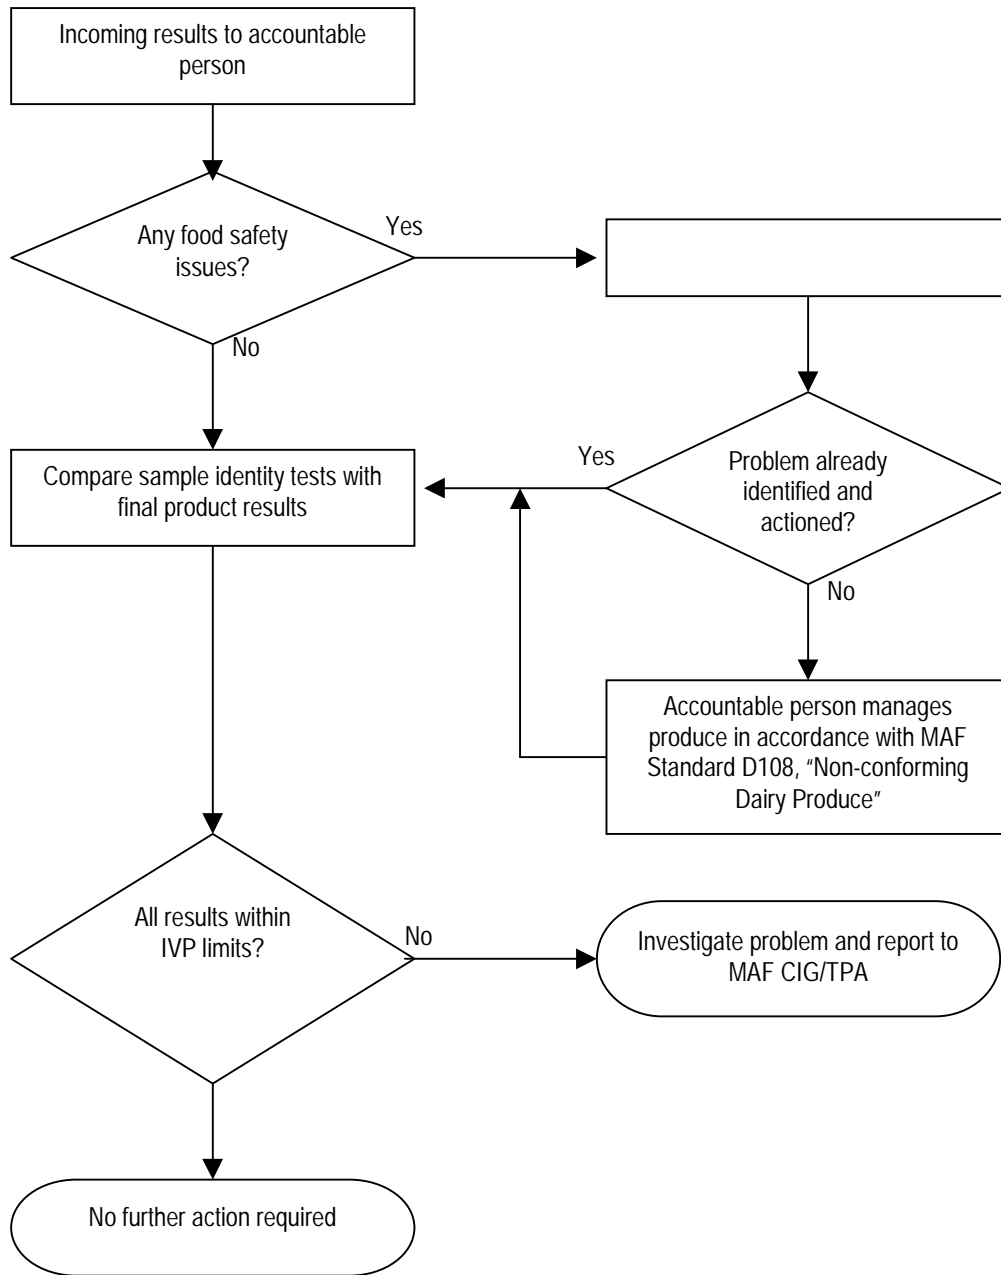 Incoming results to accountable
person
Any food safety
issues?
Yes
No
Compare sample identity tests with
final product results
Yes
Problem already
identified and
actioned?
No
Accountable person manages
produce in accordance with MAF
Standard D108, “Non-conforming
Dairy Produce”
All results within
IVP limits?
No
Investigate problem and report to
MAF CIG/TPA
No further action required